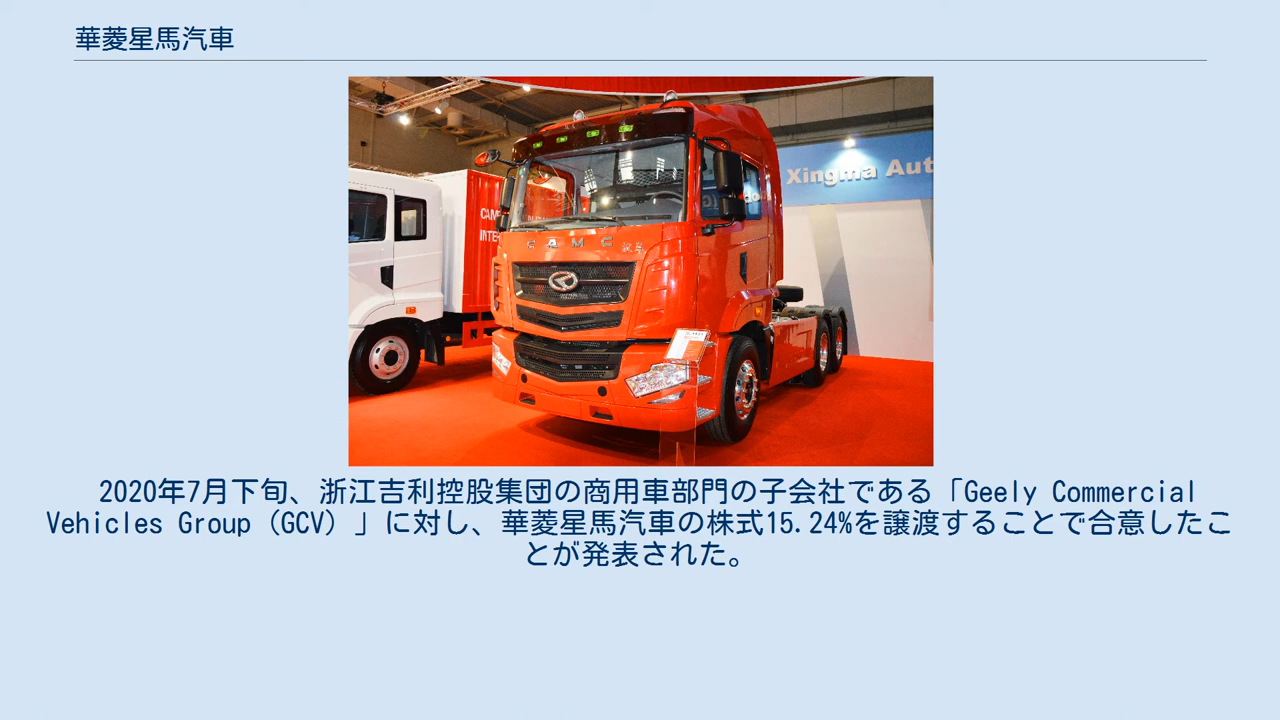 華菱星馬汽車
Xingma Aut
CAM
INTE
CAMC
2020年7月下旬、浙江吉利控股集団の商用車部門の子会社である「Geely Commercial
Vehicles Group（GCV）」に対し、華菱星馬汽車の株式15.24%を譲渡することで合意したこ
とが発表された。